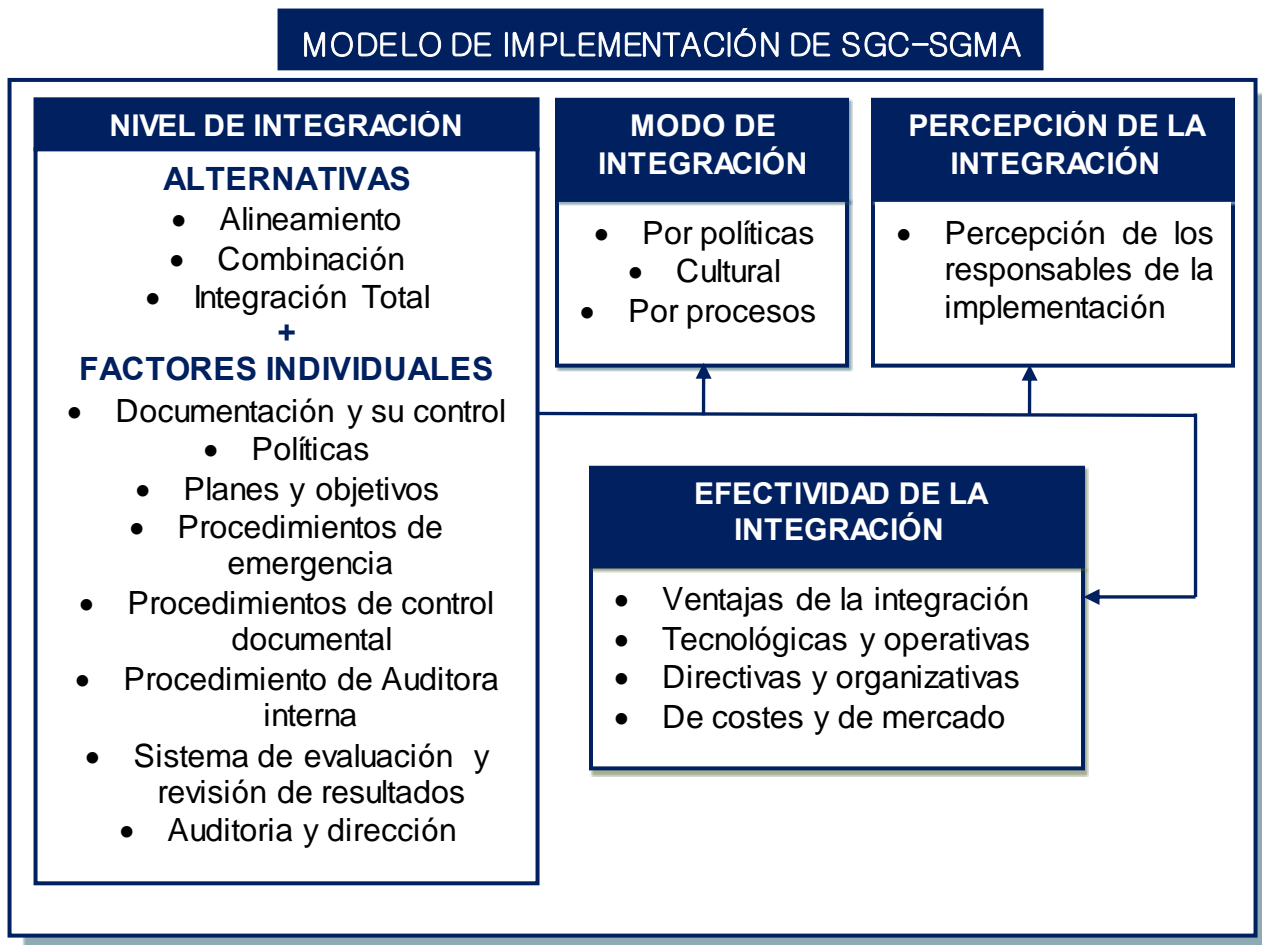 MODELO DE IMPLEMENTACIÓN DE SGC-SGMA
NIVEL DE INTEGRACIÓN
ALTERNATIVAS
• Alineamiento
• Combinación
• Integración Total
+
FACTORES INDIVIDUALES
• Documentación y su control
• Políticas
• Planes y objetivos
• Procedimientos de
emergencia
• Procedimientos de control
documental
• Procedimiento de Auditora
interna
• Sistema de evaluación y
revisión de resultados
• Auditoria y dirección
MODO DE
INTEGRACIÓN
• Por políticas
• Cultural
• Por procesos
PERCEPCIÓN DE LA
INTEGRACIÓN
• Percepción de los
responsables de la
implementación
EFECTIVIDAD DE LA
INTEGRACIÓN
• Ventajas de la integración
• Tecnológicas y operativas
• Directivas y organizativas
• De costes y de mercado